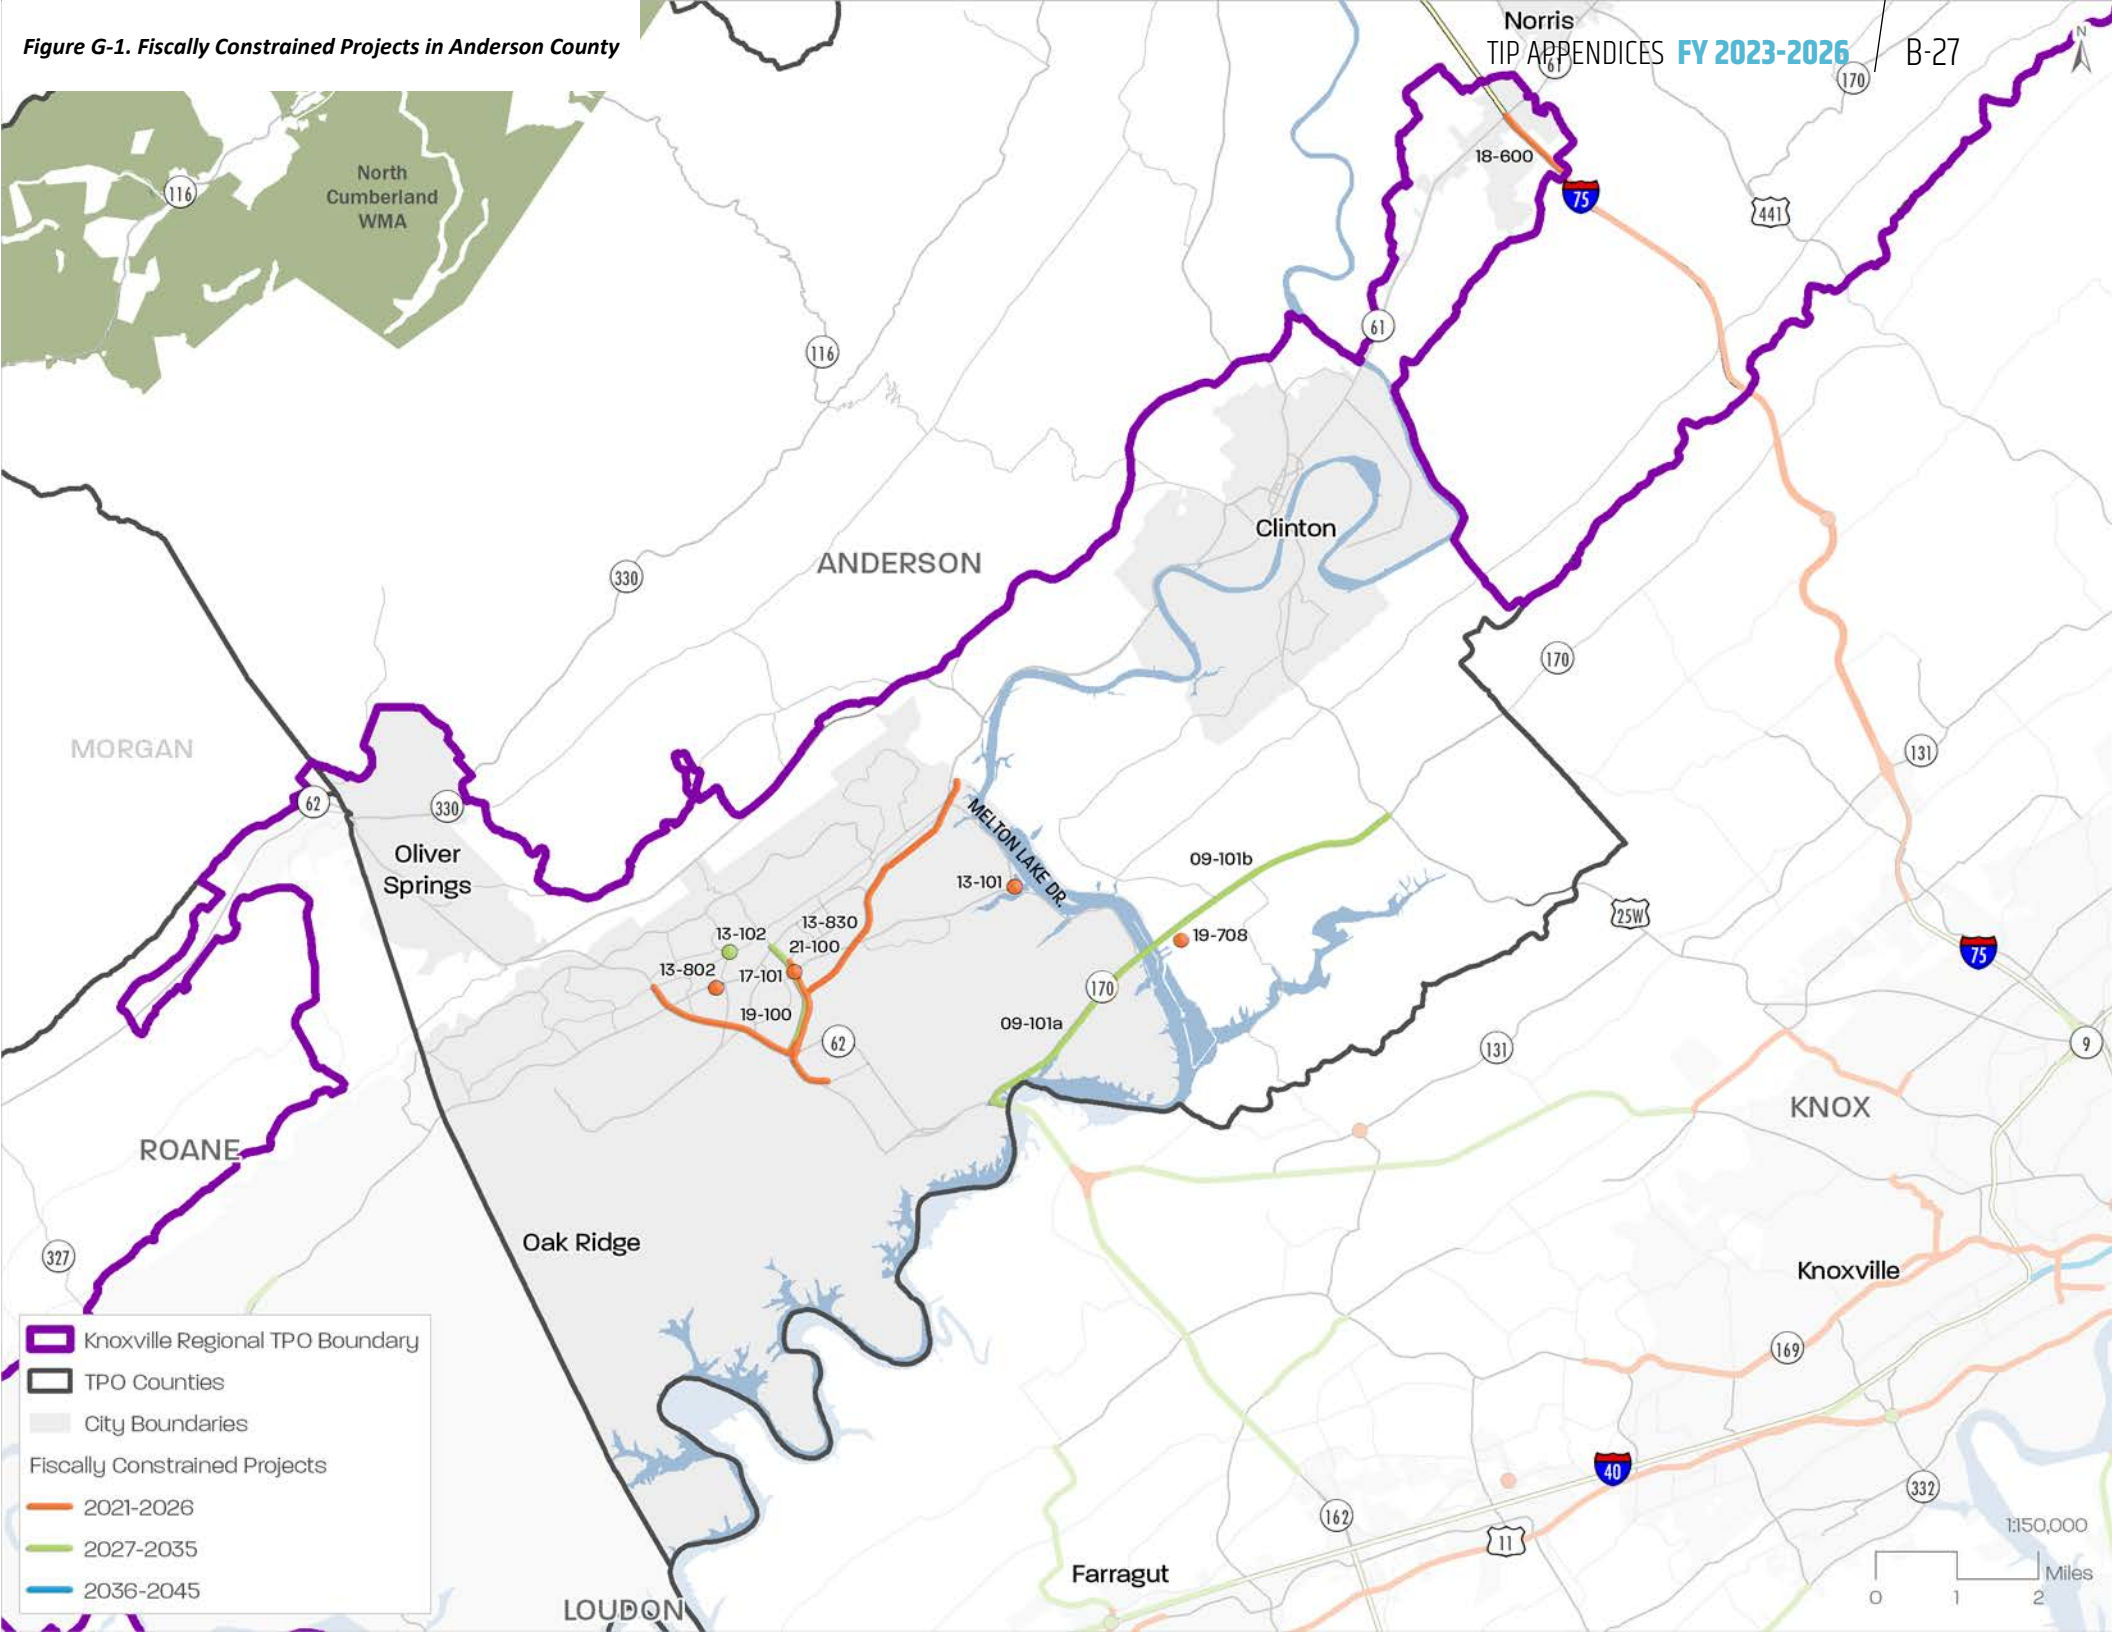 Figure G-1. Fiscally Constrained Projects in Anderson County
Norris
TIP APPENDICES FY 2023-2026 / B-27
N
61
170
North
Cumberland
WMA
116
18-600
75
441
61
116
Clinton
ANDERSON
330
170
MORGAN
131
62
330
MELTON LAKE DR.
Oliver
Springs
09-101b
13-101
25W
13-830
13-102
21-100
19-708
75
13-802
17-101
170
19-100
09-101a
62
131
9
KNOX
ROANE
Oak Ridge
327
Knoxville
Knoxville Regional TPO Boundary
169
TPO Counties
City Boundaries
Fiscally Constrained Projects
40
332
2021-2026
162
1:150,000
11
2027-2035
Miles
Farragut
2036-2045
0 1 2
LOUDON